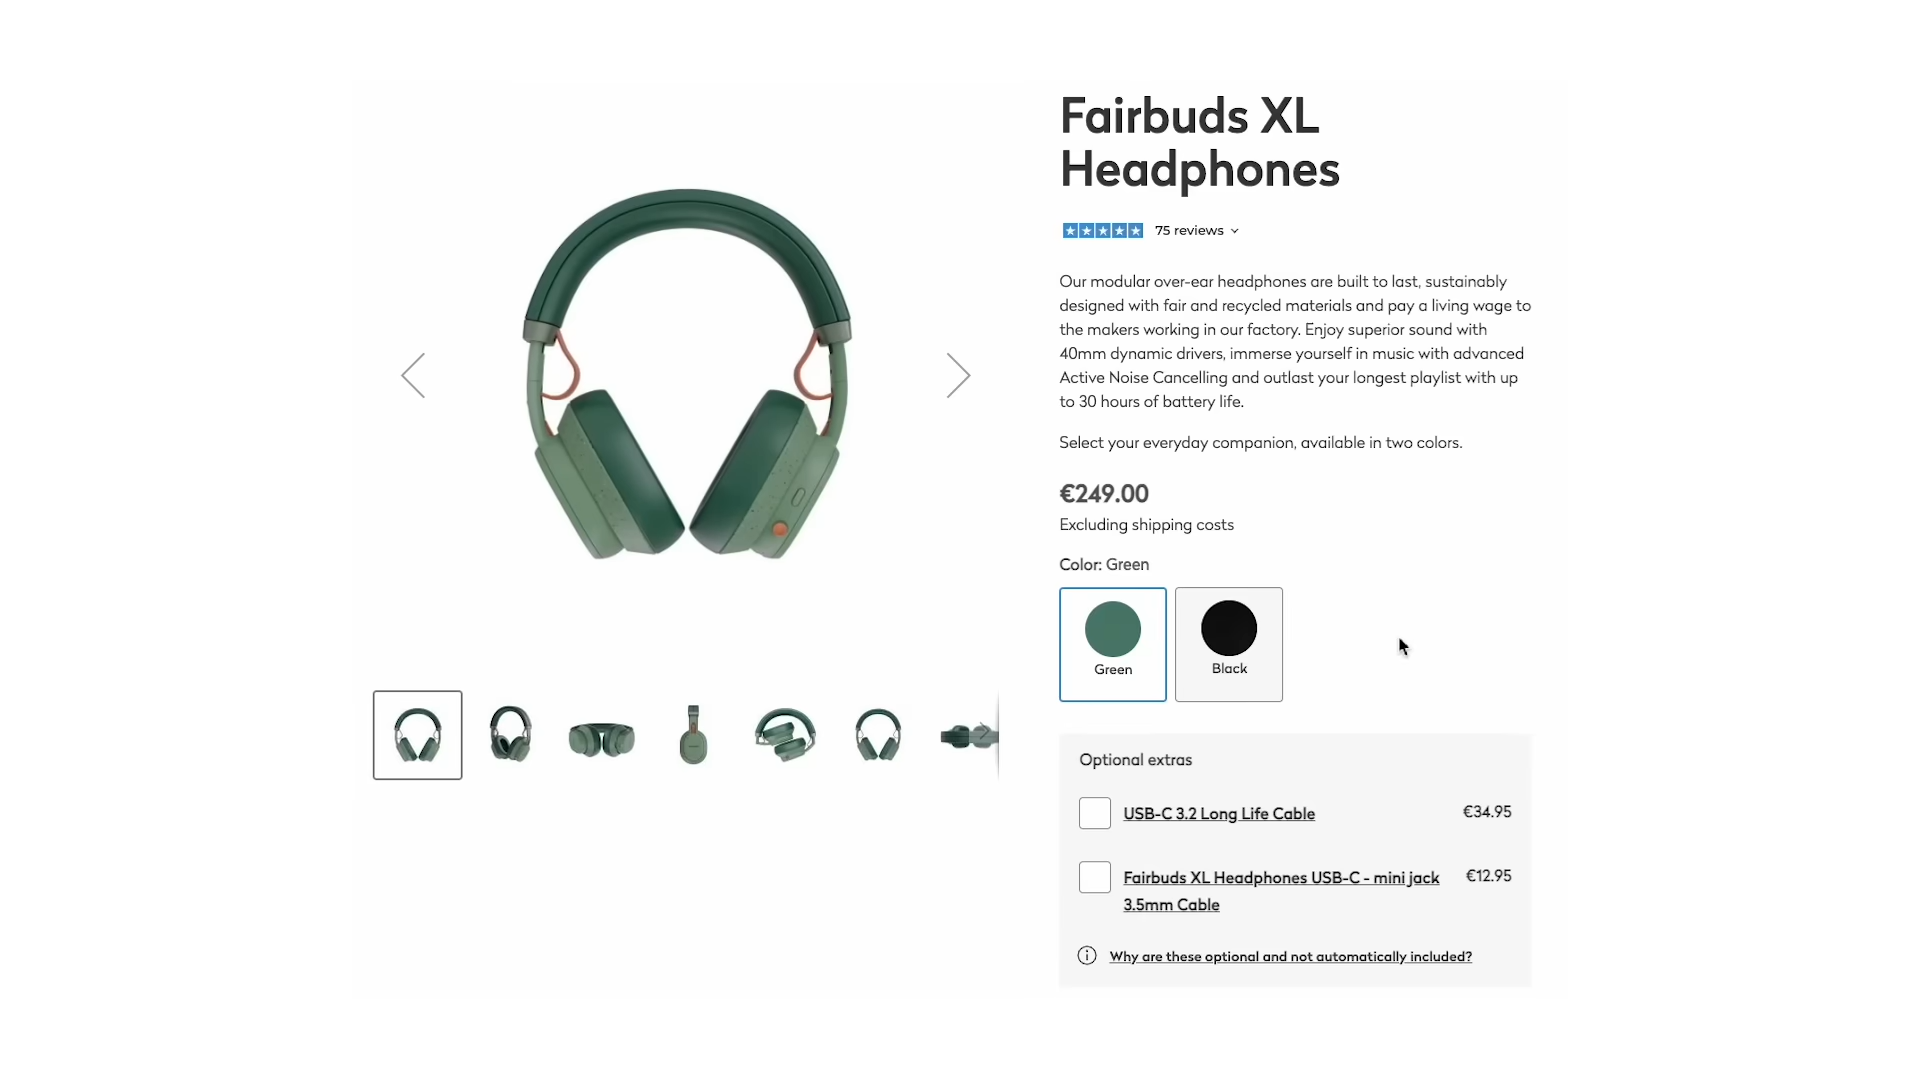 Fairbuds XL
Headphones
75 reviews
Our modular over-ear headphones are built to last, sustainably
designed with fair and recycled materials and pay a living wage to
the makers working in our factory. Enjoy superior sound with
40mm dynamic drivers, immerse yourself in music with advanced
Active Noise Cancelling and outlast your longest playlist with up
to 30 hours of battery life.
Select your everyday companion, available in two colors.
€249.00
Excluding shipping costs
Color: Green
Green
Black
Optional extras
USB-C 3.2 Long Life Cable
€34.95
Fairbuds XL Headphones USB-C - mini jack
3.5mm Cable
€12.95
Why are these optional and not automatically included?